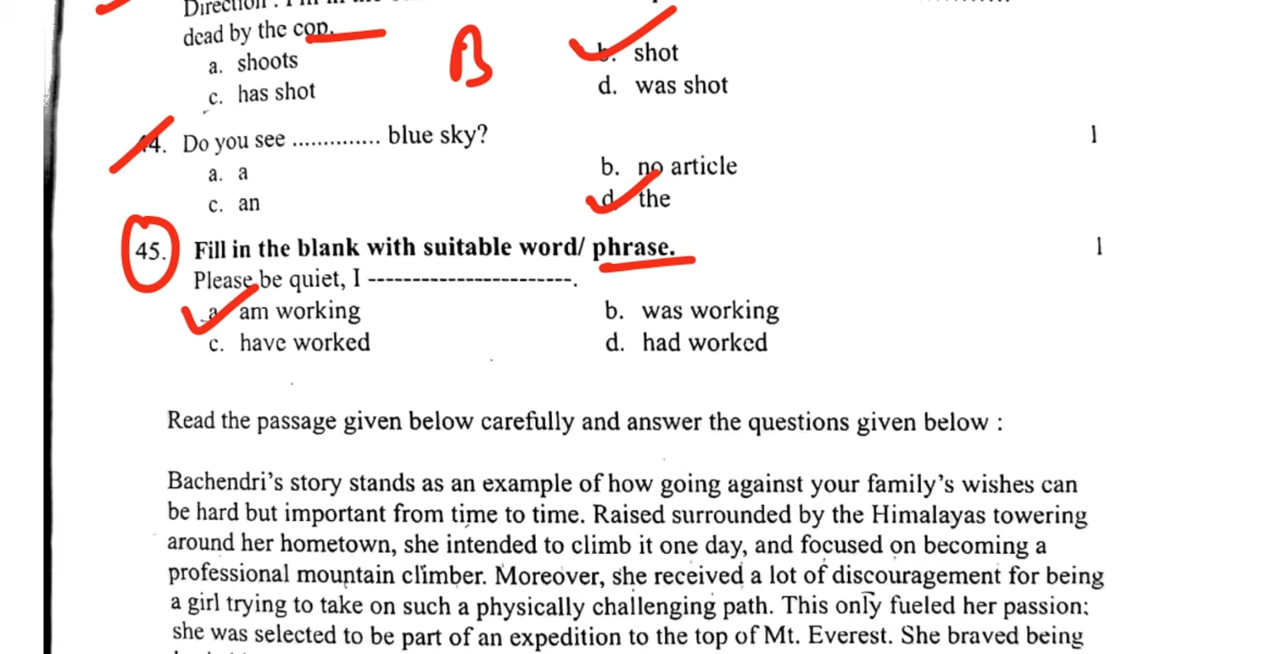 Direction :
dead by the cop.
B
a. shoots
b. shot
c. has shot
d. was shot
44. Do you see .............. blue sky? 1
a. a
b. no article
c. an
d. the
45. Fill in the blank with suitable word/ phrase. 1
Please be quiet, I -----------------------.
a. am working
b. was working
c. have worked
d. had worked
Read the passage given below carefully and answer the questions given below :
Bachendri's story stands as an example of how going against your family's wishes can
be hard but important from time to time. Raised surrounded by the Himalayas towering
around her hometown, she intended to climb it one day, and focused on becoming a
professional mountain climber. Moreover, she received a lot of discouragement for being
a girl trying to take on such a physically challenging path. This only fueled her passion;
she was selected to be part of an expedition to the top of Mt. Everest. She braved being